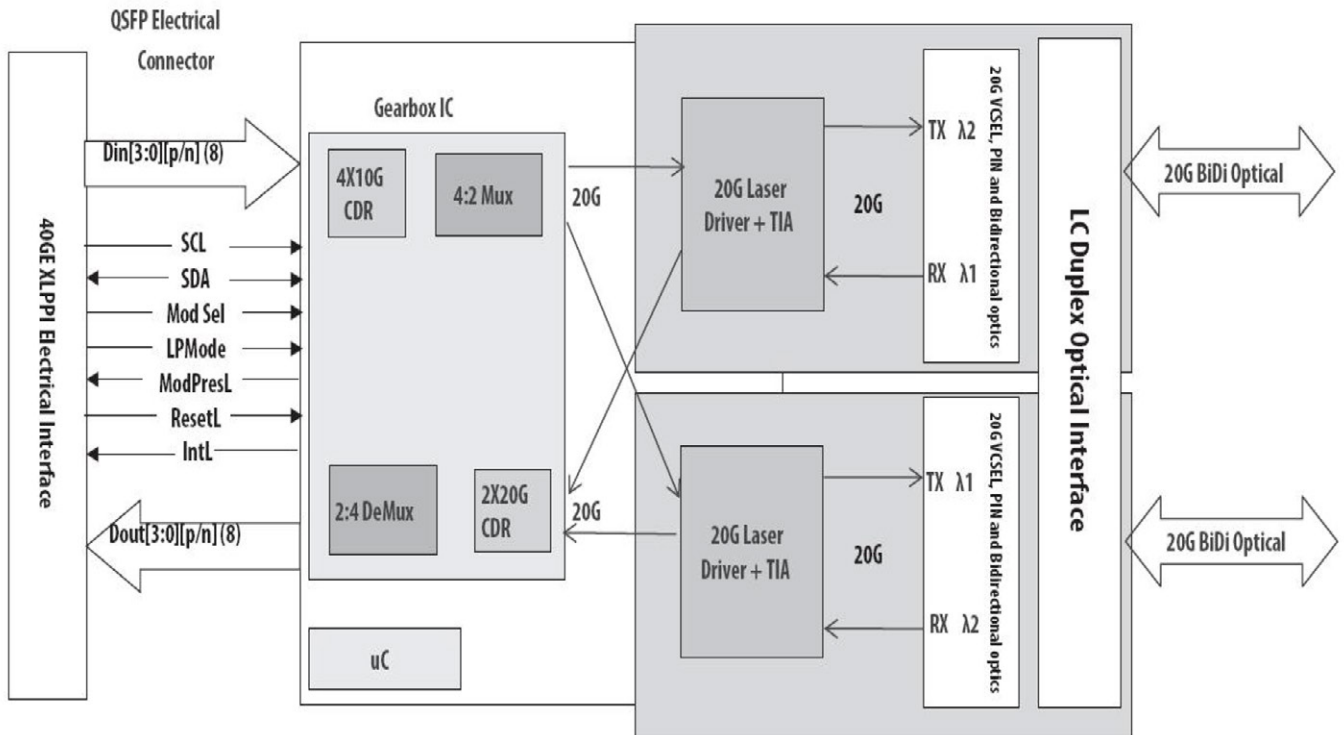 QSFP Electrical
Connector
40GE XLPPI Electrical Interface
Din[3:0][p/n] (8)
SCL
SDA
Mod Sel
LPMode
ModPresL
ResetL
IntL
Dout[3:0][p/n] (8)
Gearbox IC
4X10G
CDR
4:2 Mux
2:4 DeMux
2X20G
CDR
uC
20G
20G
20G Laser
Driver + TIA
20G
TX λ2
RX λ1
20G VCSEL, PIN and Bidirectional optics
20G Laser
Driver + TIA
20G
TX λ1
RX λ2
20G VCSEL, PIN and Bidirectional optics
LC Duplex Optical Interface
20G BiDi Optical
20G BiDi Optical